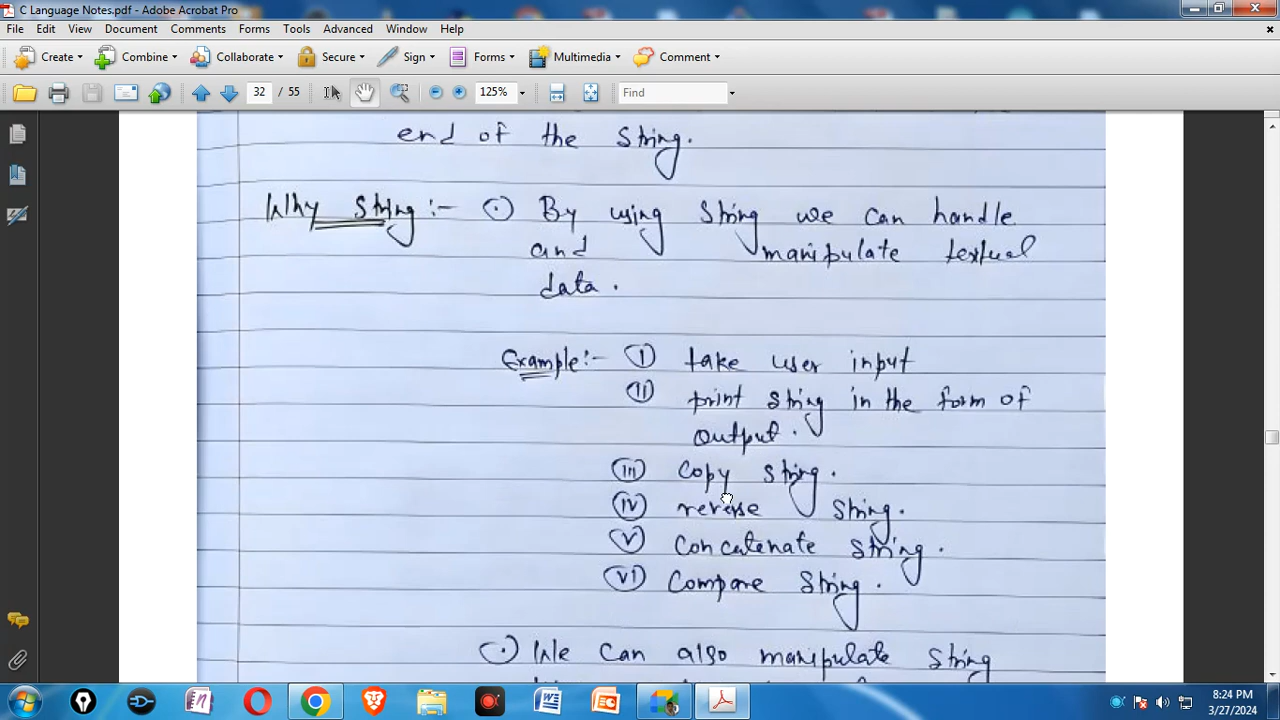 C Language Notes.pdf - Adobe Acrobat Pro
File Edit View Document Comments Forms Tools Advanced Window Help
Create Combine Collaborate Secure Sign Forms Multimedia Comment
32 / 55 125% Find
end of the String.
Why String :- By using String we can handle
and manipulate textual
data.
Example :- (I) take user input
(II) print String in the form of
output.
(III) Copy String.
(IV) reverse String.
(V) Concatenate String.
(VI) Compare String.
We can also manipulate String
8:24 PM
3/27/2024